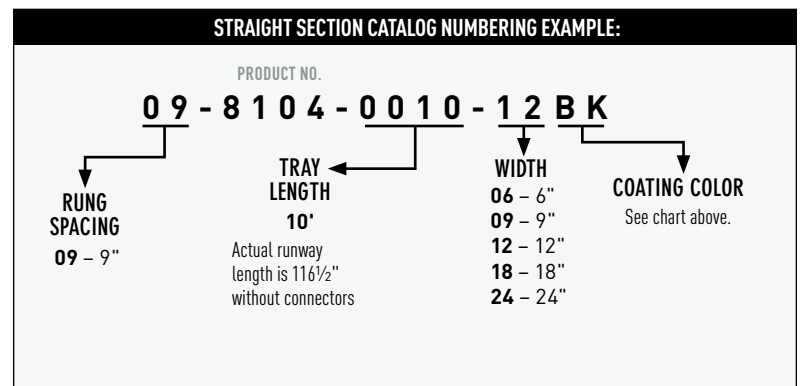 STRAIGHT SECTION CATALOG NUMBERING EXAMPLE:
PRODUCT NO.
09-8104-0010-12BK
RUNG
SPACING
09 – 9"
TRAY
LENGTH
10'
Actual runway
length is 116½"
without connectors
WIDTH
06 – 6"
09 – 9"
12 – 12"
18 – 18"
24 – 24"
COATING COLOR
See chart above.